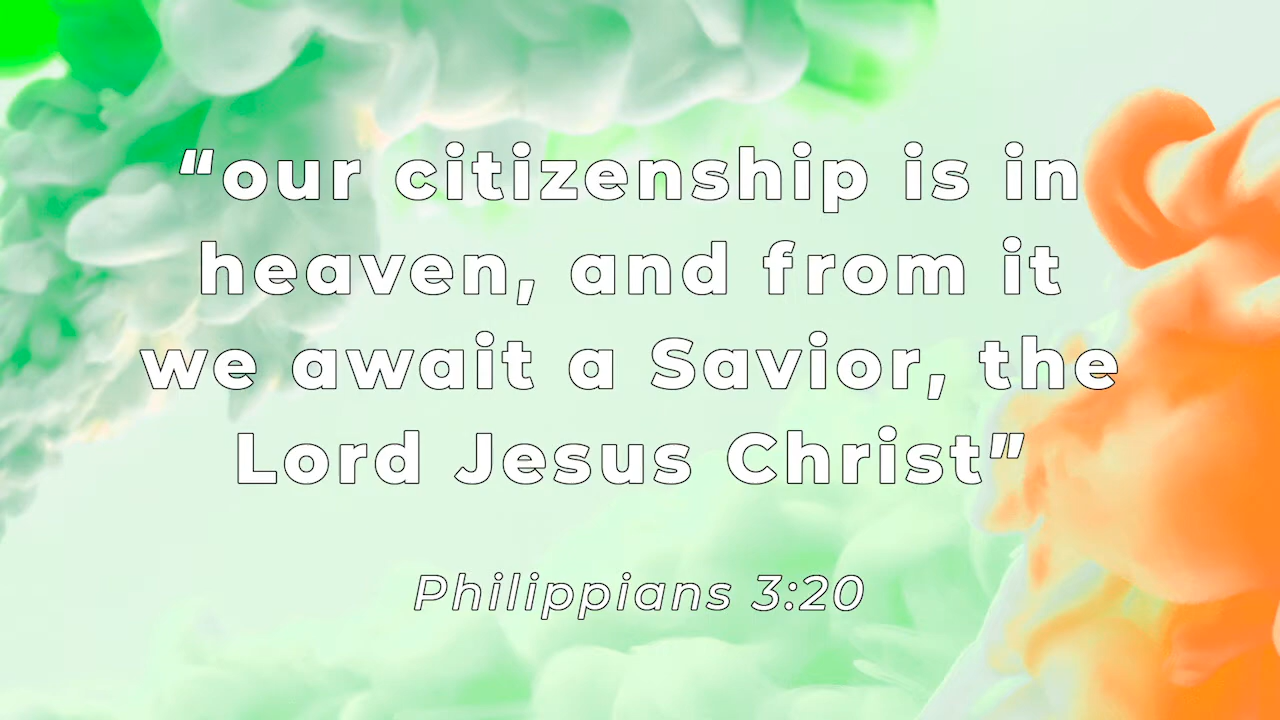 “our citizenship is in
heaven, and from it
we await a Savior, the
Lord Jesus Christ”
Philippians 3:20